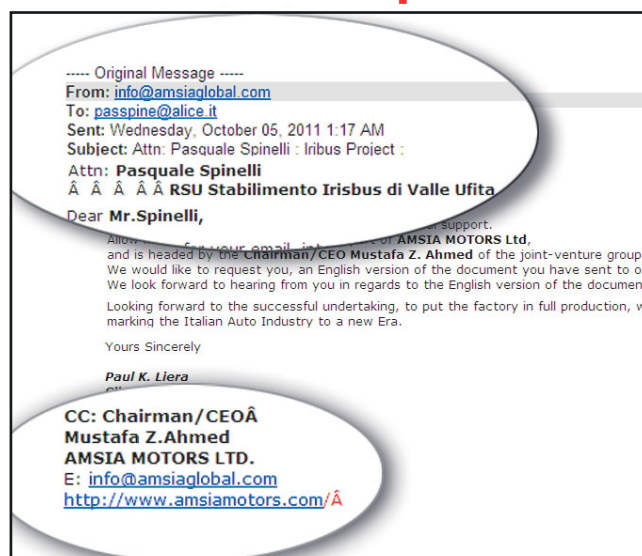 ----- Original Message -----
From: info@amsiaglobal.com
To: passpine@alice.it
Sent: Wednesday, October 05, 2011 1:17 AM
Subject: Attn: Pasquale Spinelli : Iribus Project :
Attn: Pasquale Spinelli
Â Â Â Â Â RSU Stabilimento Irisbus di Valle Ufita
Dear Mr.Spinelli,
support.
for your email, of AMSIA MOTORS Ltd,
and is headed by the Chairman/CEO Mustafa Z. Ahmed of the joint-venture group
We would like to request you, an English version of the document you have sent to o
We look forward to hearing from you in regards to the English version of the documen
Looking forward to the successful undertaking, to put the factory in full production, w
marking the Italian Auto Industry to a new Era.
Yours Sincerely
Paul K. Liera
CC: Chairman/CEOÂ
Mustafa Z.Ahmed
AMSIA MOTORS LTD.
E: info@amsiaglobal.com
http://www.amsiamotors.com/Â